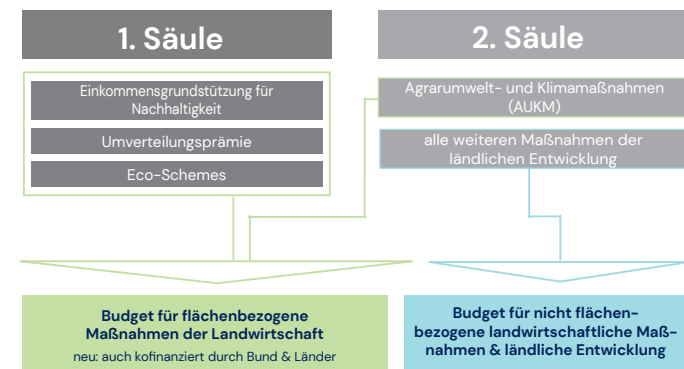 1. Säule
Einkommensgrundstützung für
Nachhaltigkeit
Umverteilungsprämie
Eco-Schemes
2. Säule
Agrarumwelt- und Klimamaßnahmen
(AUKM)
alle weiteren Maßnahmen der
ländlichen Entwicklung
Budget für flächenbezogene
Maßnahmen der Landwirtschaft
neu: auch kofinanziert durch Bund & Länder
Budget für nicht flächen-
bezogene landwirtschaftliche Maß-
nahmen & ländliche Entwicklung